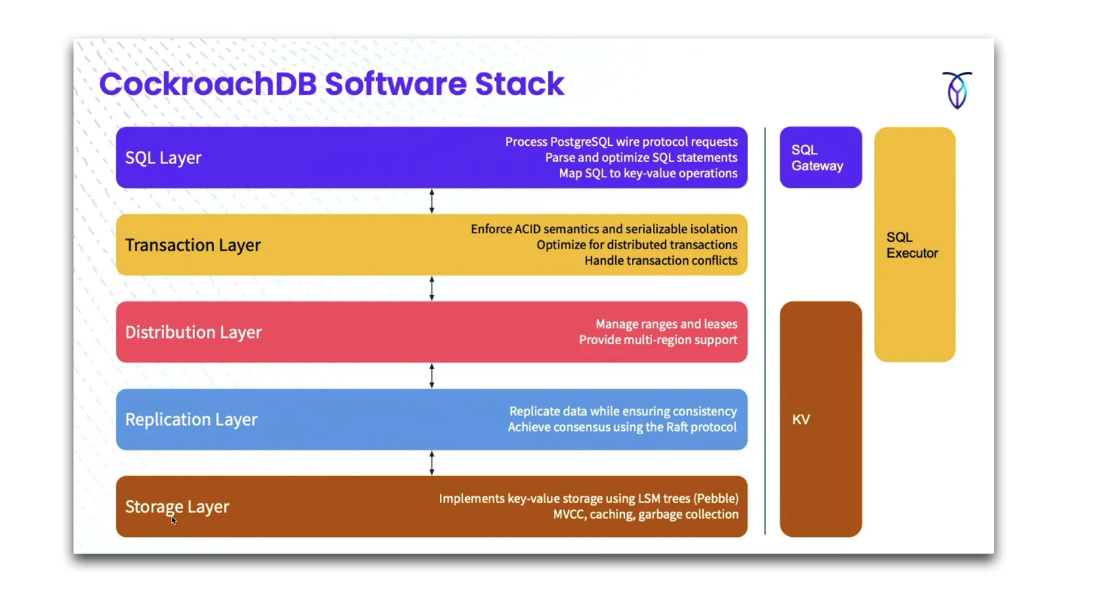 CockroachDB Software Stack
SQL Layer
Process PostgreSQL wire protocol requests
Parse and optimize SQL statements
Map SQL to key-value operations
Transaction Layer
Enforce ACID semantics and serializable isolation
Optimize for distributed transactions
Handle transaction conflicts
Distribution Layer
Manage ranges and leases
Provide multi-region support
Replication Layer
Replicate data while ensuring consistency
Achieve consensus using the Raft protocol
Storage Layer
Implements key-value storage using LSM trees (Pebble)
MVCC, caching, garbage collection
SQL
Gateway
SQL
Executor
KV